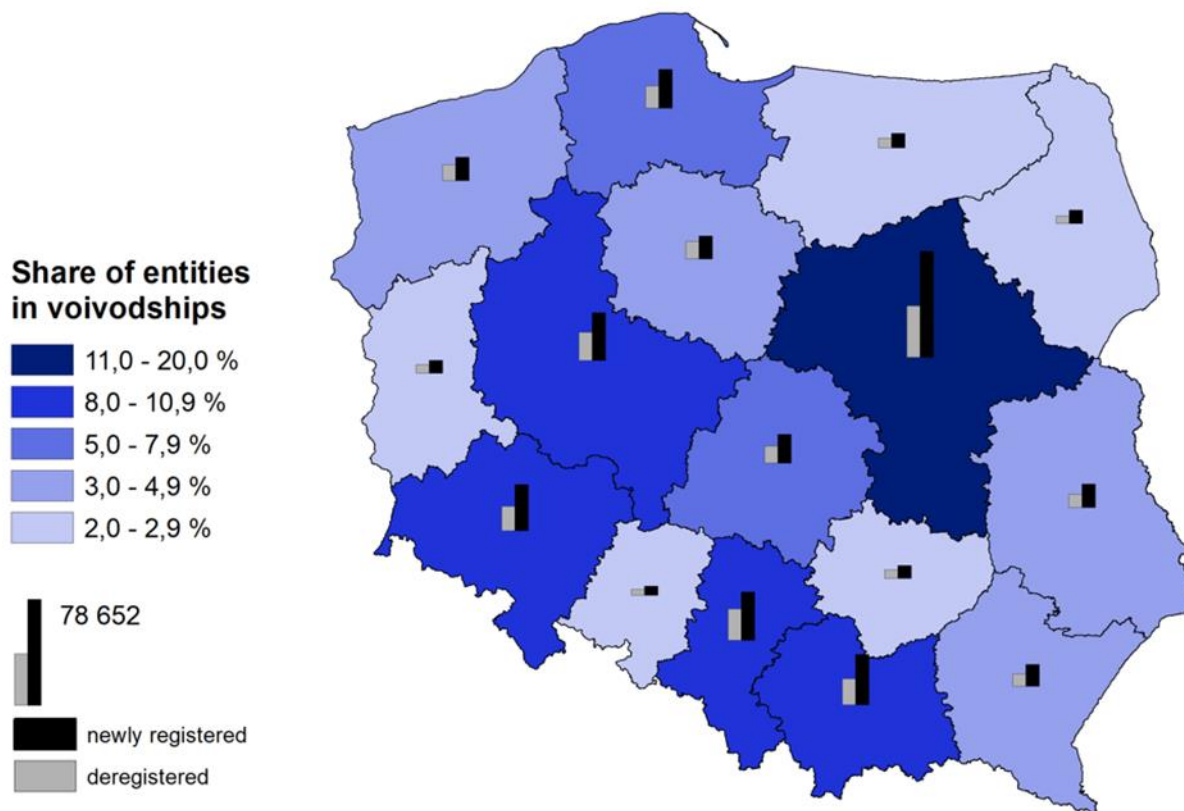 Share of entities
in voivodships
11,0 - 20,0 %
8,0 - 10,9 %
5,0 - 7,9 %
3,0 - 4,9 %
2,0 - 2,9 %
78 652
newly registered
deregistered